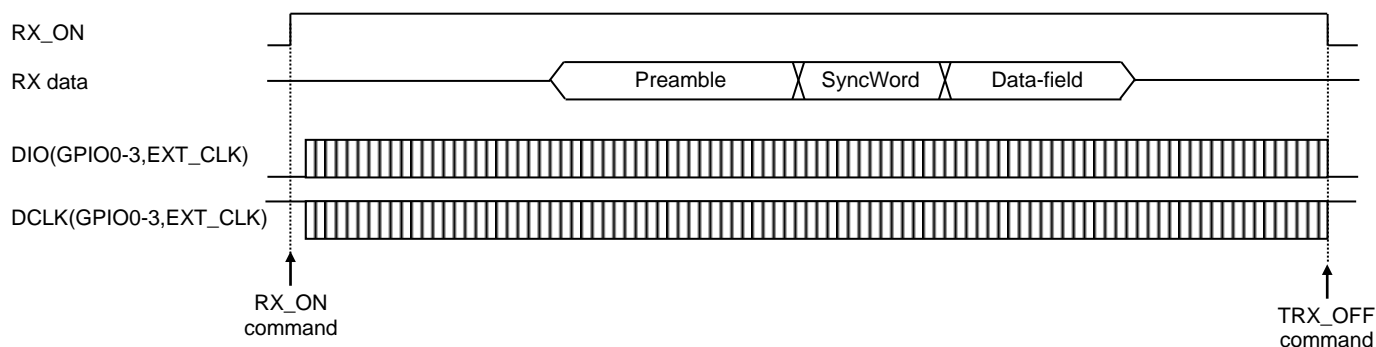 RX_ON
RX data
Preamble
SyncWord
Data-field
DIO(GPIO0-3,EXT_CLK)
DCLK(GPIO0-3,EXT_CLK)
RX_ON
command
TRX_OFF
command